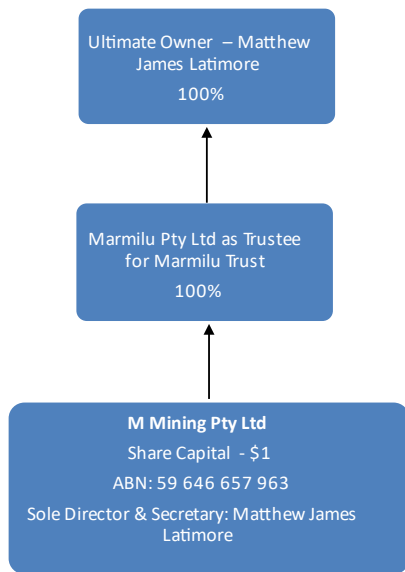 Ultimate Owner – Matthew
James Latimore
100%
Marmilu Pty Ltd as Trustee
for Marmilu Trust
100%
M Mining Pty Ltd
Share Capital - $1
ABN: 59 646 657 963
Sole Director & Secretary: Matthew James
Latimore